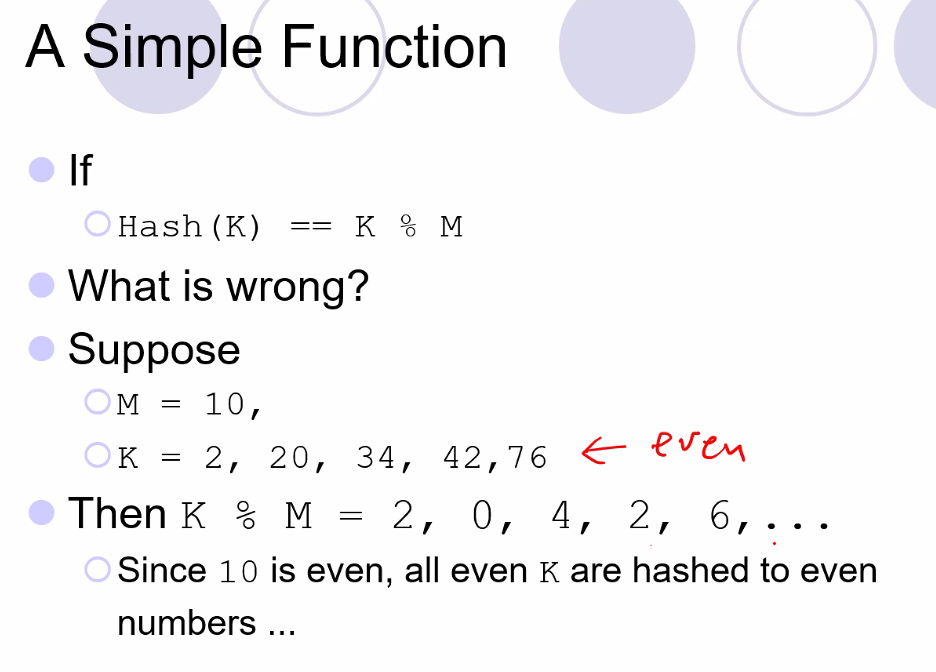 A Simple Function
If
Hash(K) == K % M
What is wrong?
Suppose
M = 10,
K = 2, 20, 34, 42,76 ← even
Then K % M = 2, 0, 4, 2, 6,...
Since 10 is even, all even K are hashed to even
numbers ...